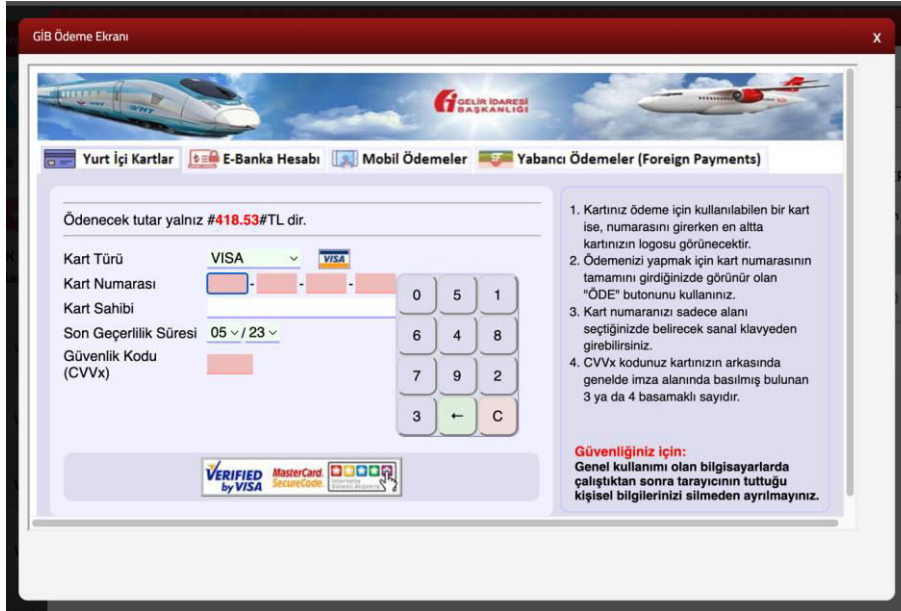 GİB Ödeme Ekranı
X
GELİR İDARESİ
BAŞKANLIĞI
Yurt İçi Kartlar
E-Banka Hesabı
Mobil Ödemeler
Yabancı Ödemeler (Foreign Payments)
Ödenecek tutar yalnız #418.53#TL dir.
Kart Türü
VISA
VISA
Kart Numarası
- - -
Kart Sahibi
Son Geçerlilik Süresi
05 / 23
Güvenlik Kodu
(CVVx)
0 5 1
6 4 8
7 9 2
3 ← C
VERIFIED
by VISA
MasterCard.
SecureCode.
1. Kartınız ödeme için kullanılabilen bir kart
ise, numarasını girerken en altta
kartınızın logosu görünecektir.
2. Ödemenizi yapmak için kart numarasının
tamamını girdiğinizde görünür olan
"ÖDE" butonunu kullanınız.
3. Kart numaranızı sadece alanı
seçtiğinizde belirecek sanal klavyeden
girebilirsiniz.
4. CVVx kodunuz kartınızın arkasında
genelde imza alanında basılmış bulunan
3 ya da 4 basamaklı sayıdır.
Güvenliğiniz için:
Genel kullanımı olan bilgisayarlarda
çalıştıktan sonra tarayıcının tuttuğu
kişisel bilgilerinizi silmeden ayrılmayınız.